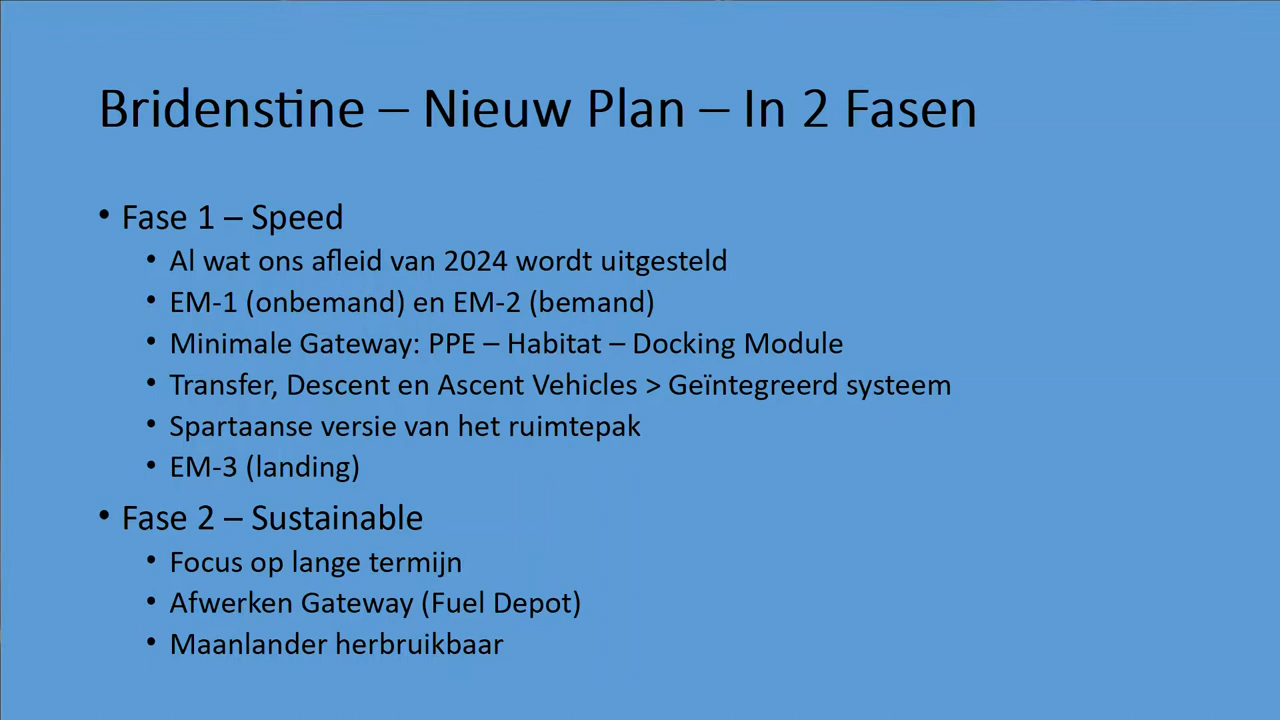 Bridenstine – Nieuw Plan – In 2 Fasen
• Fase 1 – Speed
• Al wat ons afleid van 2024 wordt uitgesteld
• EM-1 (onbemand) en EM-2 (bemand)
• Minimale Gateway: PPE – Habitat – Docking Module
• Transfer, Descent en Ascent Vehicles > Geïntegreerd systeem
• Spartaanse versie van het ruimtepak
• EM-3 (landing)
• Fase 2 – Sustainable
• Focus op lange termijn
• Afwerken Gateway (Fuel Depot)
• Maanlander herbruikbaar